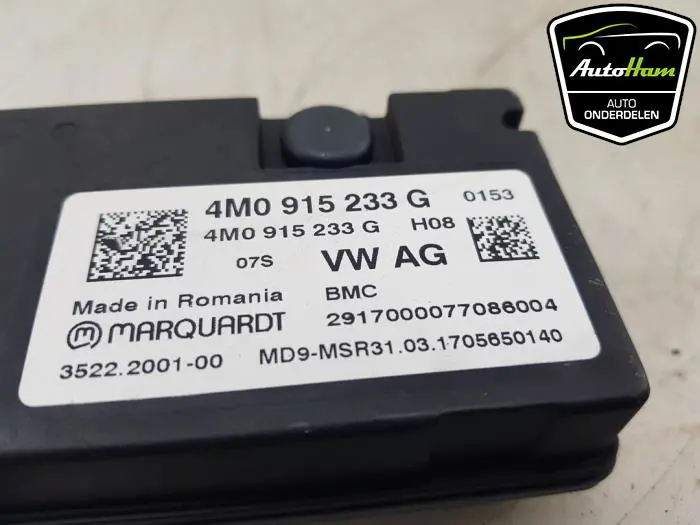 AutoHam
AUTO
ONDERDELEN
4M0 915 233 G 0153
4M0 915 233 G H08
07S VW AG
Made in Romania BMC
MARQUARDT 2917000077086004
3522.2001-00 MD9-MSR31.03.1705650140